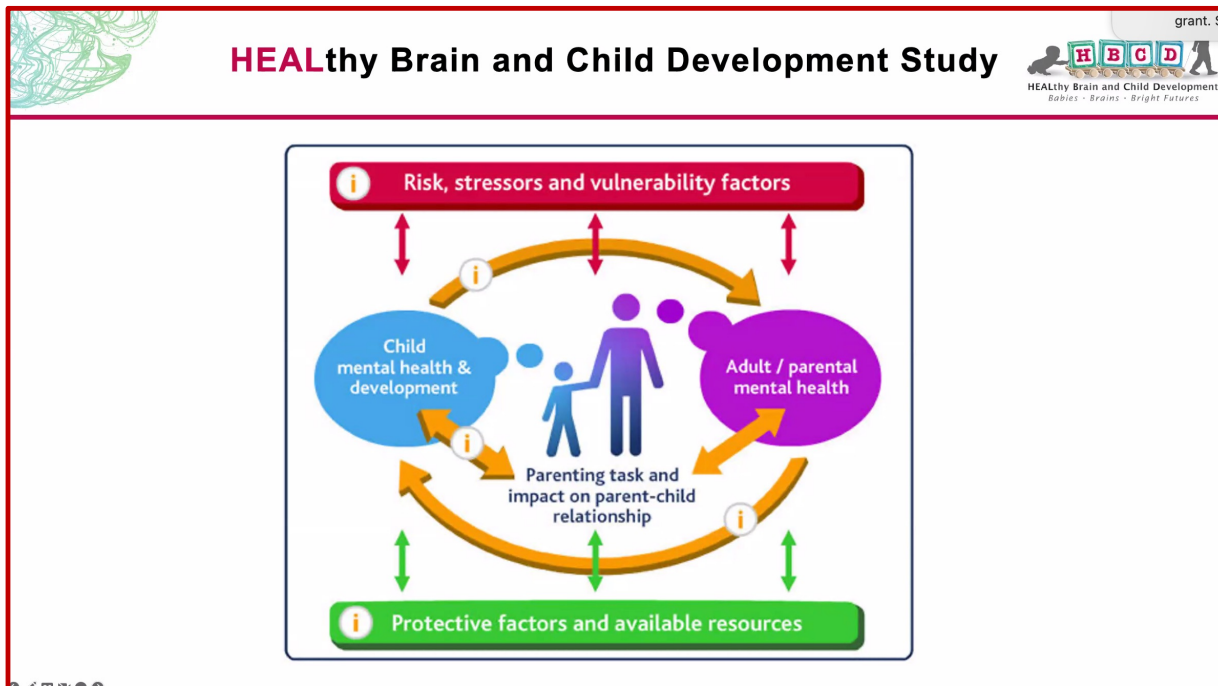 grant. S
HEALthy Brain and Child Development Study
H B C D
HEALthy Brain and Child Development
Babies - Brains - Bright Futures
i Risk, stressors and vulnerability factors
i
Child
mental health &
development
Adult / parental
mental health
i
Parenting task and
impact on parent-child
relationship
i
i Protective factors and available resources